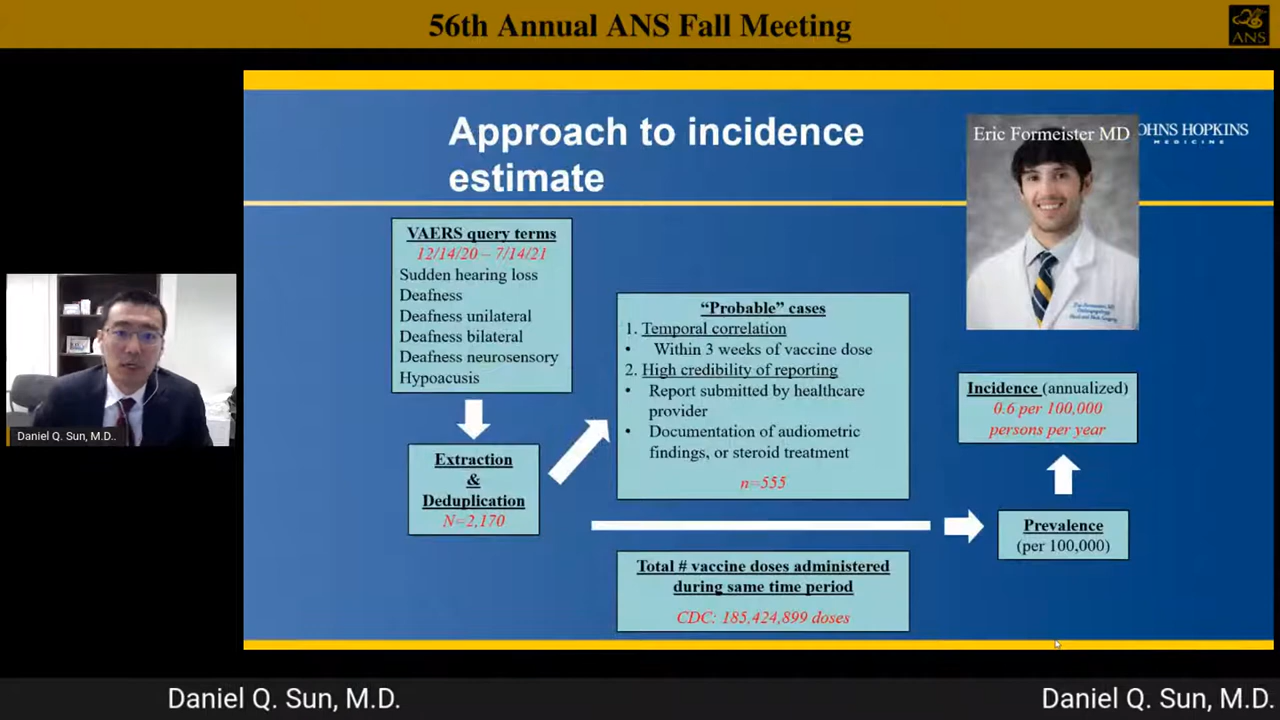 56th Annual ANS Fall Meeting
ANS
Approach to incidence
estimate
Eric Formeister MD
OHNS HOPKINS
MEDICINE
VAERS query terms
12/14/20 – 7/14/21
Sudden hearing loss
Deafness
Deafness unilateral
Deafness bilateral
Deafness neurosensory
Hypoacusis
Extraction
&
Deduplication
N=2,170
“Probable” cases
1. Temporal correlation
• Within 3 weeks of vaccine dose
2. High credibility of reporting
• Report submitted by healthcare
provider
• Documentation of audiometric
findings, or steroid treatment
n=555
Total # vaccine doses administered
during same time period
CDC: 185,424,899 doses
Incidence (annualized)
0.6 per 100,000
persons per year
Prevalence
(per 100,000)
Daniel Q. Sun, M.D..
Daniel Q. Sun, M.D.
Daniel Q. Sun, M.D.